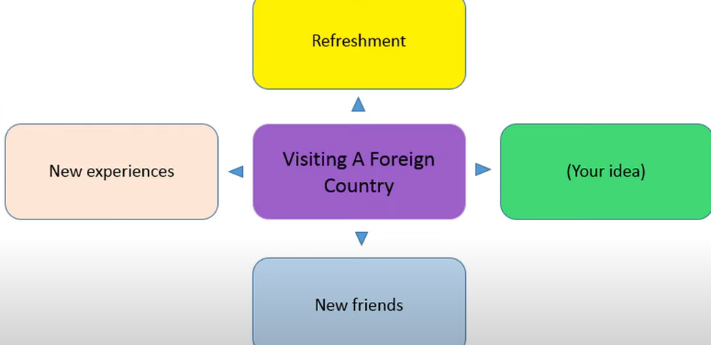 Refreshment
New experiences
Visiting A Foreign
Country
(Your idea)
New friends